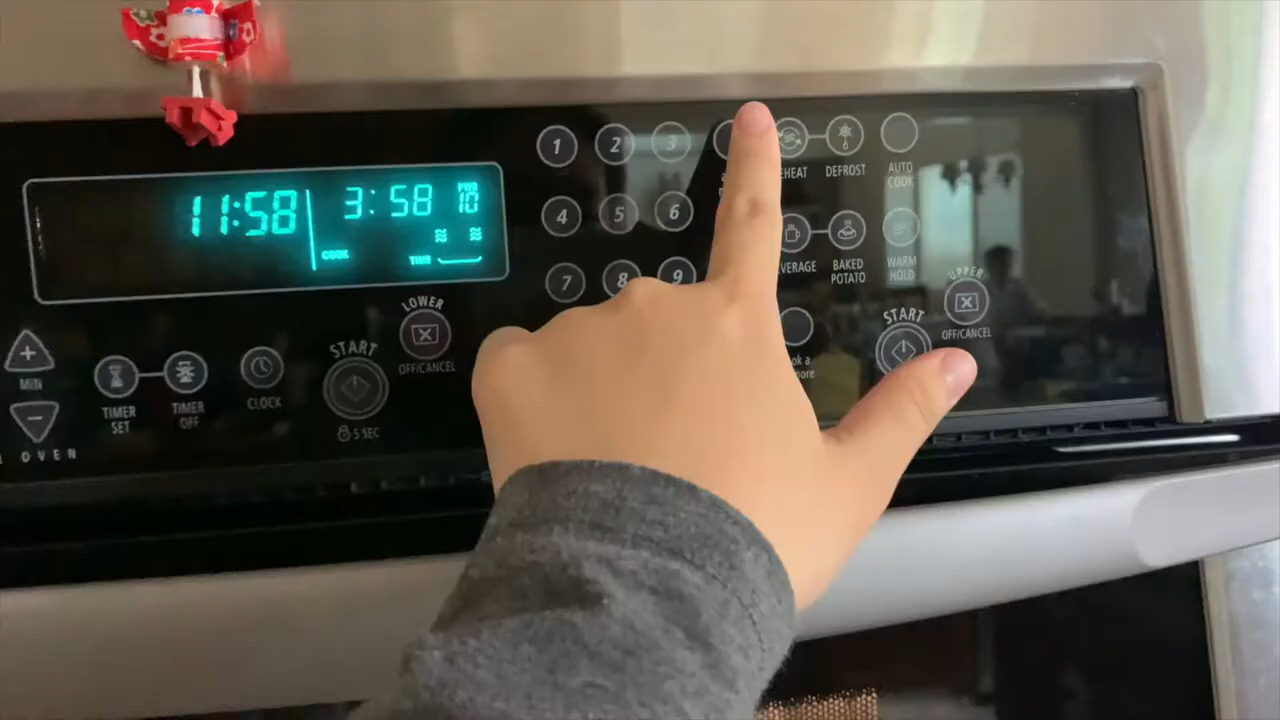 1 2 3
EHEAT DEFROST AUTO
COOK
11:58 3:58 PWR
10
COOK TIME
4 5 6
VERAGE BAKED
POTATO WARM
HOLD
7 8 9
LOWER
OFF/CANCEL
UPPER
OFF/CANCEL
START
START
MIN
TIMER
SET
TIMER
OFF
CLOCK
5 SEC
OVEN